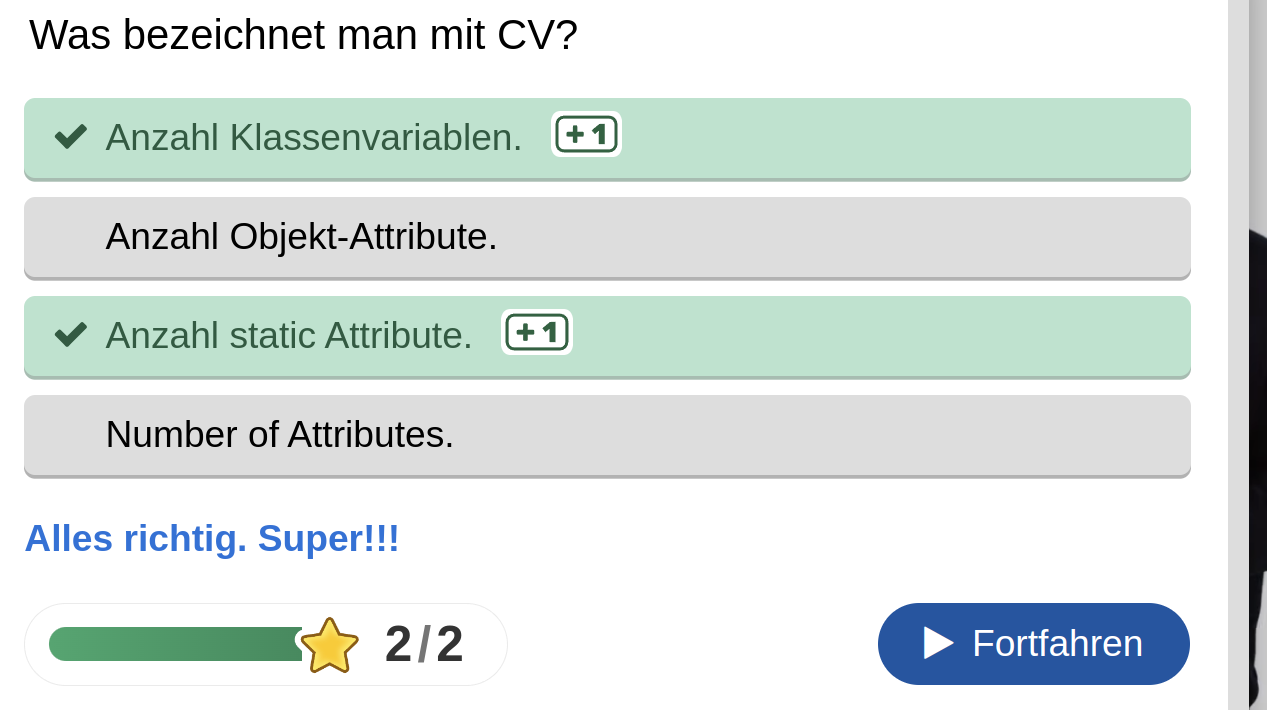 Was bezeichnet man mit CV?
Anzahl Klassenvariablen. +1
Anzahl Objekt-Attribute.
Anzahl static Attribute. +1
Number of Attributes.
Alles richtig. Super!!!
2/2
Fortfahren